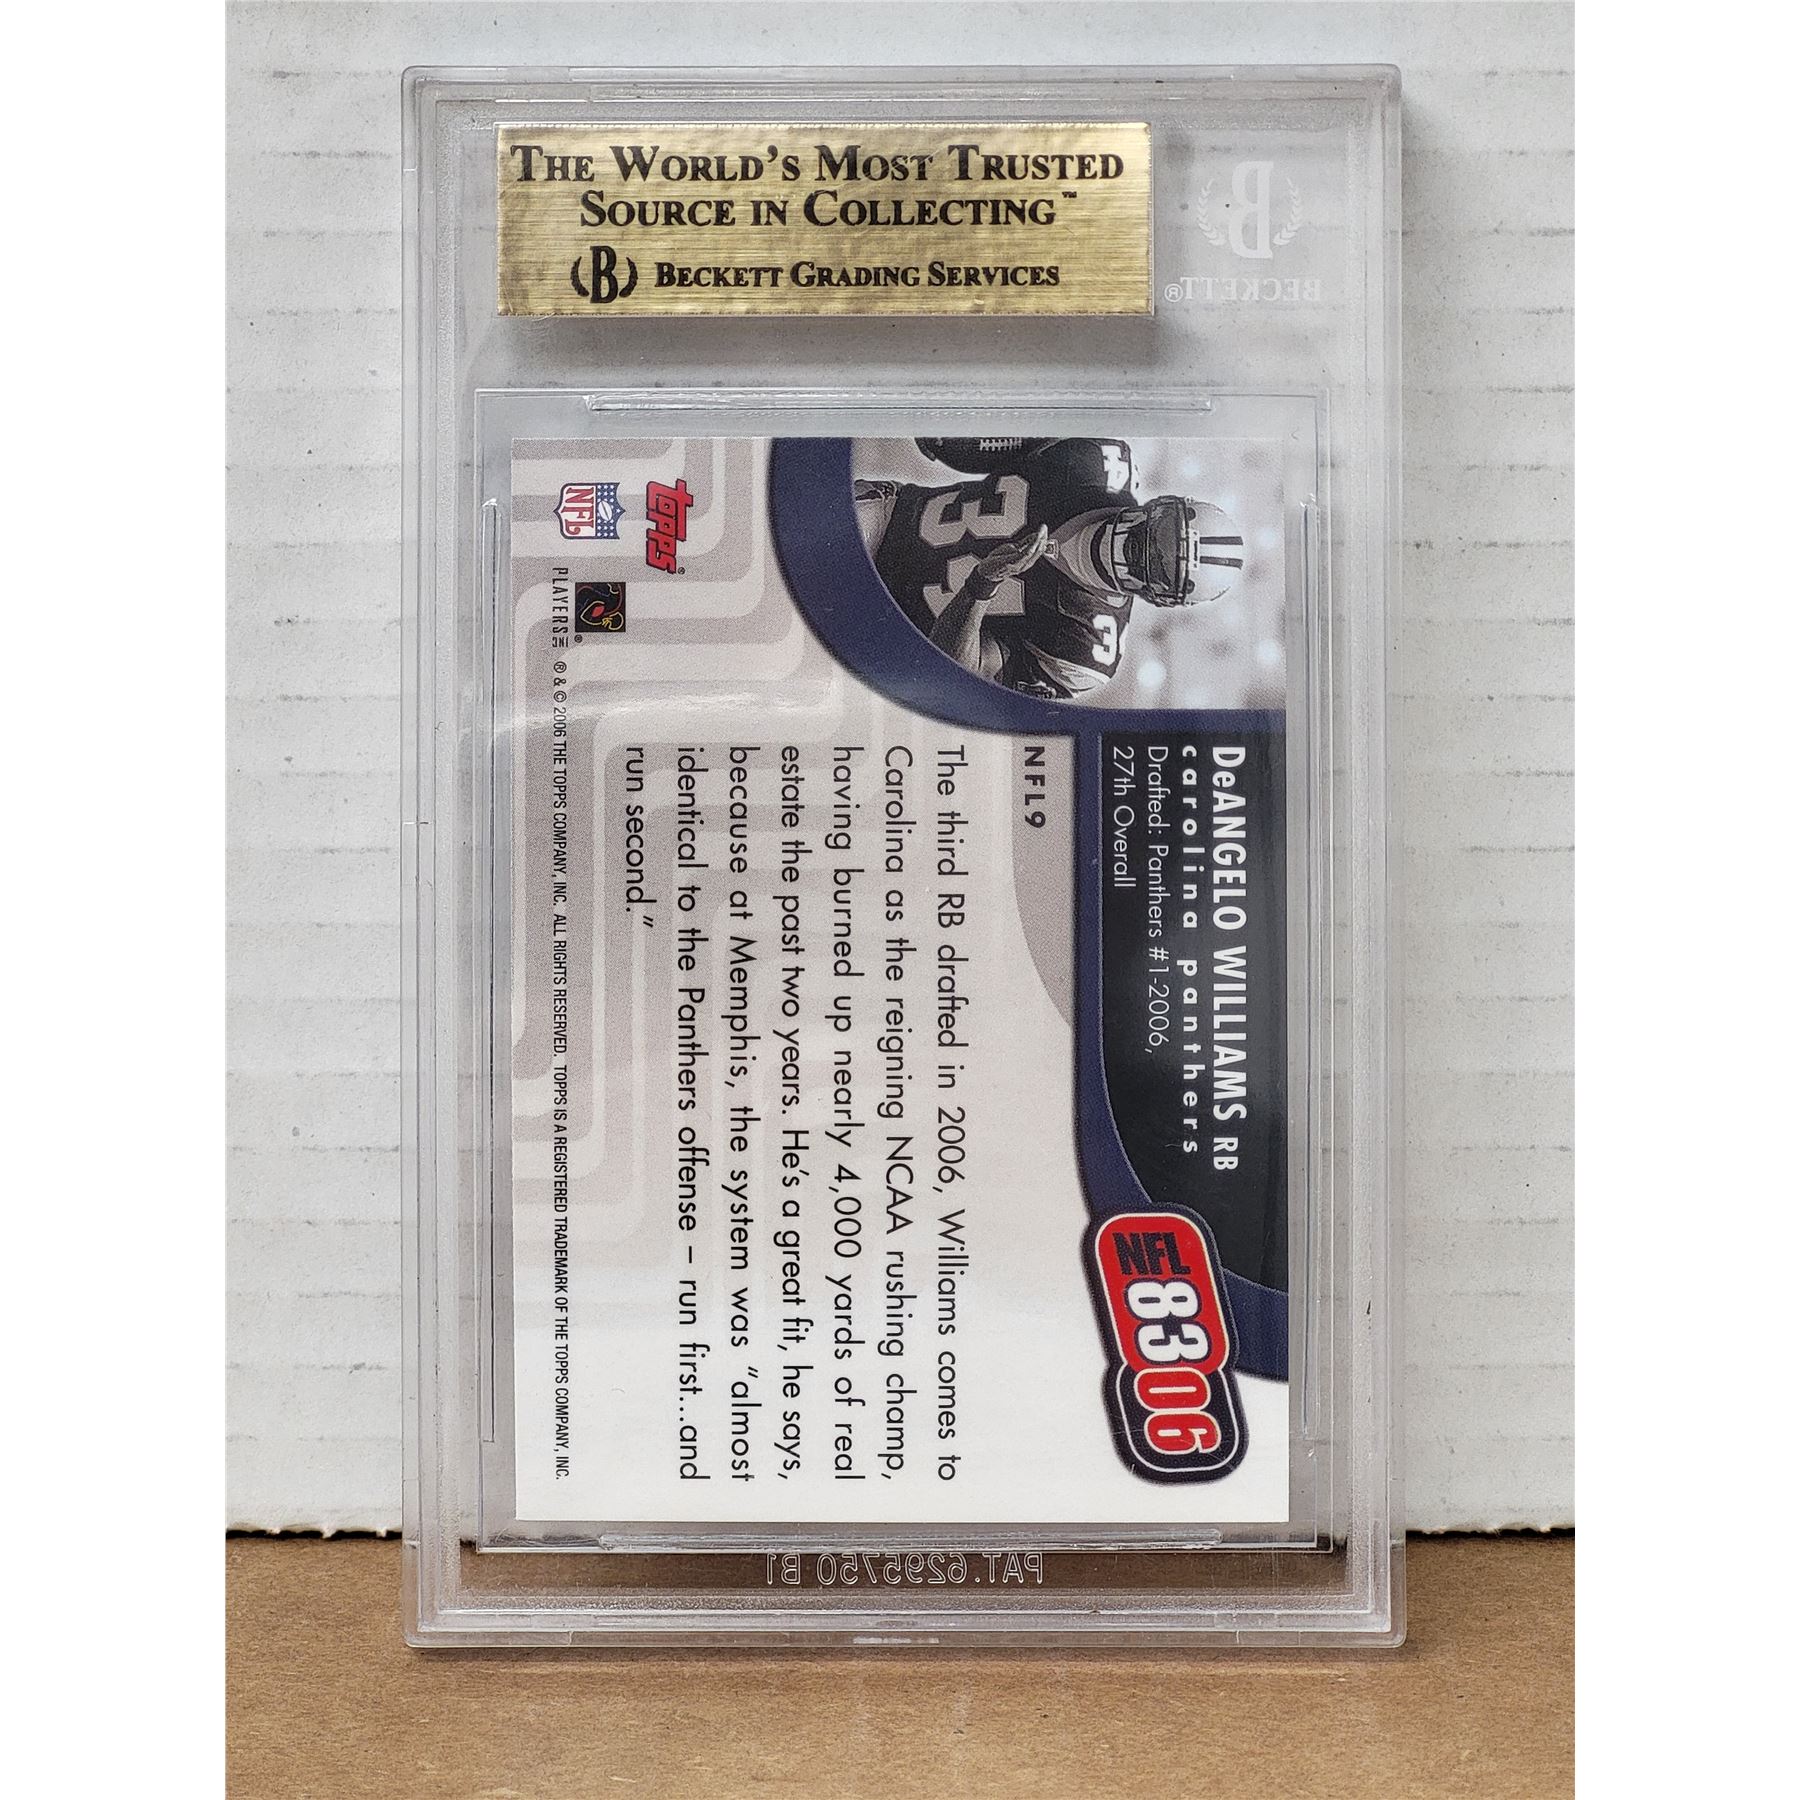 THE WORLD'S MOST TRUSTED
SOURCE IN COLLECTING™
B BECKETT GRADING SERVICES
B
BECKETT®
DeANGELO WILLIAMS RB
carolina panthers
Drafted: Panthers #1-2006,
27th Overall
NFL 8306
NFL9
The third RB drafted in 2006, Williams comes to
Carolina as the reigning NCAA rushing champ,
having burned up nearly 4,000 yards of real
estate the past two years. He's a great fit, he says,
because at Memphis, the system was "almost
identical to the Panthers offense – run first...and
run second."
topps®
NFL
PLAYERS
® & © 2006 THE TOPPS COMPANY, INC. ALL RIGHTS RESERVED. TOPPS IS A REGISTERED TRADEMARK OF THE TOPPS COMPANY, INC.
34
PAT. 6295750 B1